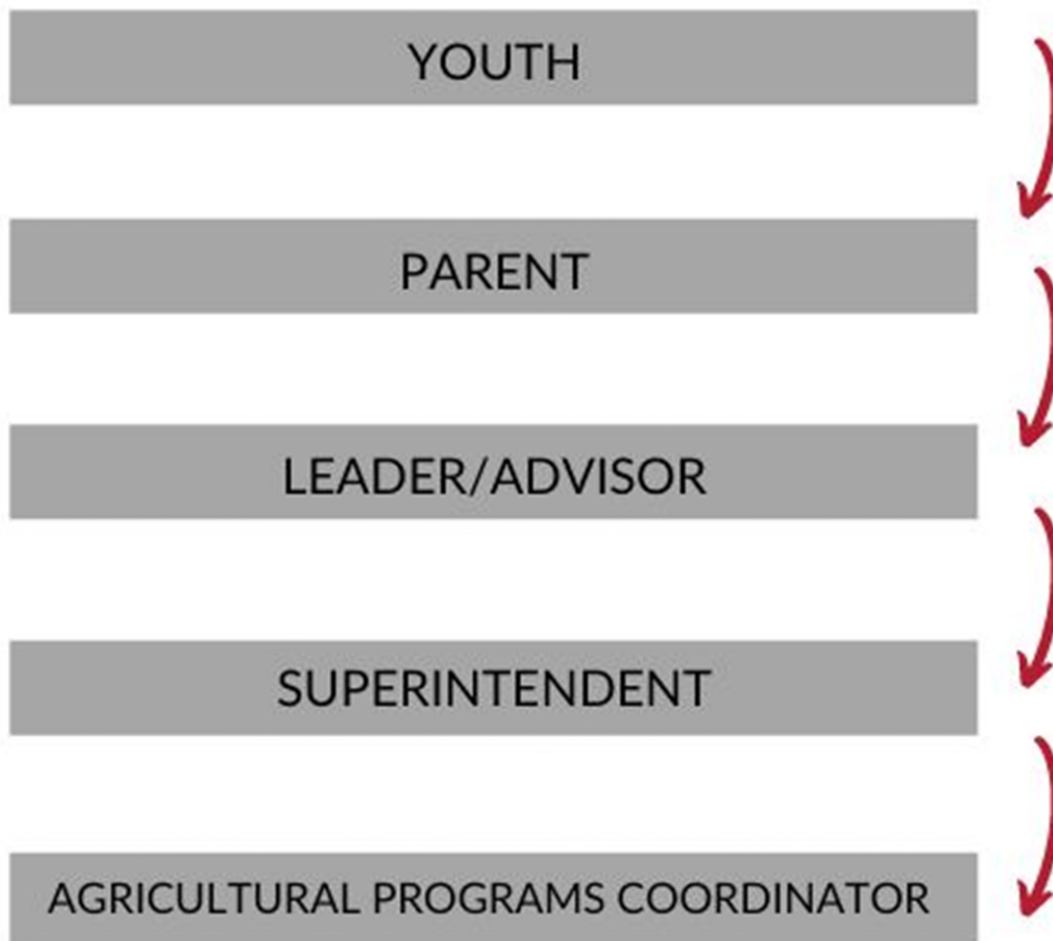 YOUTH
PARENT
LEADER/ADVISOR
SUPERINTENDENT
AGRICULTURAL PROGRAMS COORDINATOR